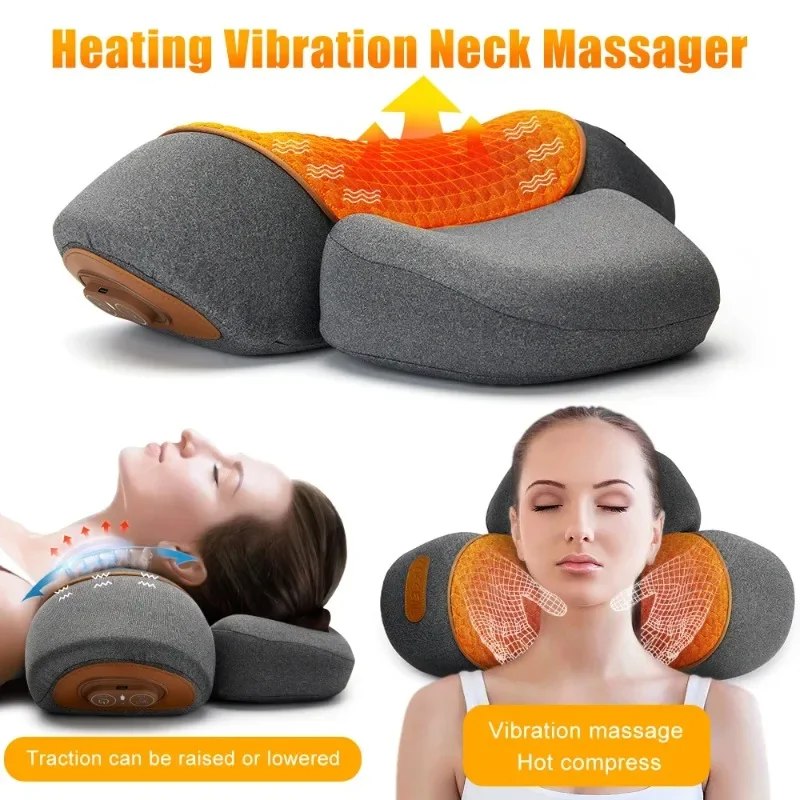 Heating Vibration Neck Massager
Traction can be raised or lowered
Vibration massage
Hot compress